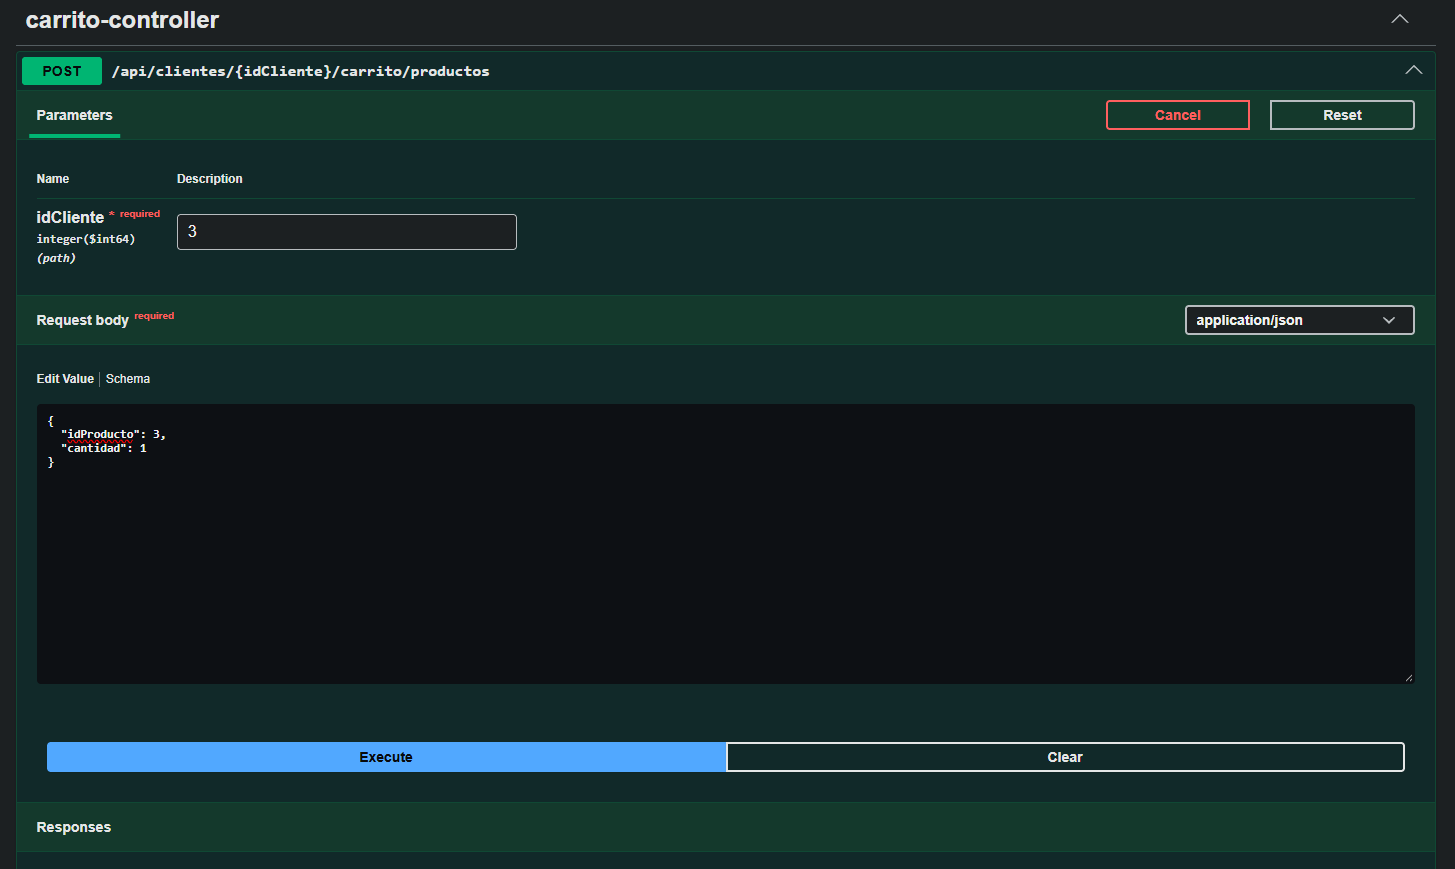 carrito-controller
POST /api/clientes/{idCliente}/carrito/productos
Parameters
Cancel
Reset
Name Description
idCliente * required
3
integer($int64)
(path)
Request body required
application/json
Edit Value | Schema
{
  "idProducto": 3,
  "cantidad": 1
}
Execute
Clear
Responses